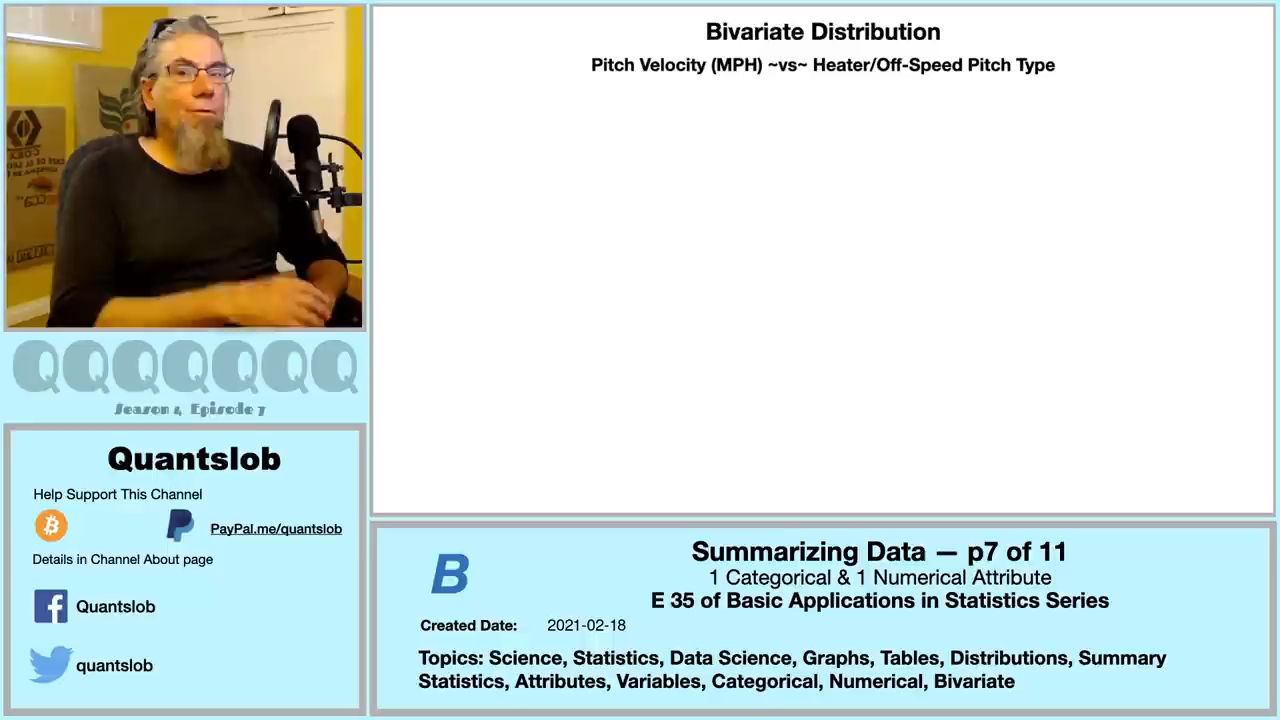 Bivariate Distribution
Pitch Velocity (MPH) ~vs~ Heater/Off-Speed Pitch Type
QQQQQQQ
Season 4 Episode 7
Quantslob
Help Support This Channel
PayPal.me/quantslob
Details in Channel About page
Quantslob
quantslob
B
Summarizing Data — p7 of 11
1 Categorical & 1 Numerical Attribute
E 35 of Basic Applications in Statistics Series
Created Date: 2021-02-18
Topics: Science, Statistics, Data Science, Graphs, Tables, Distributions, Summary
Statistics, Attributes, Variables, Categorical, Numerical, Bivariate